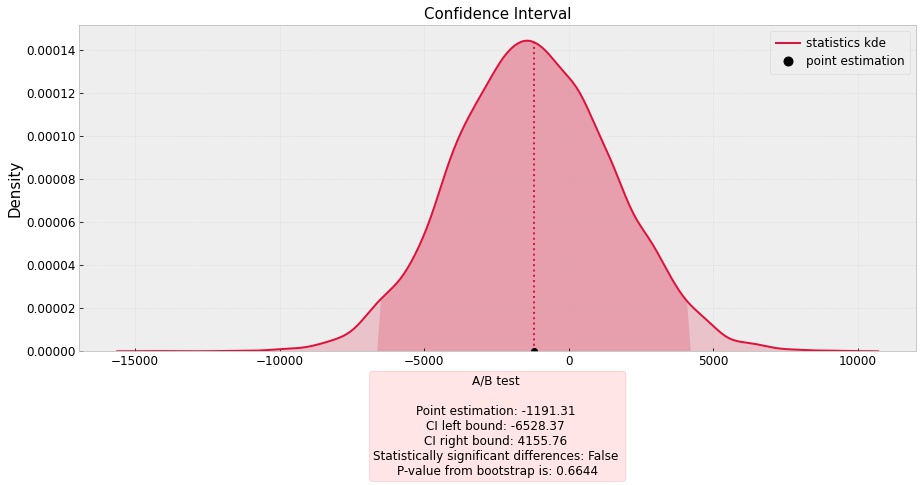 Confidence Interval
statistics kde
point estimation
Density
0.00014
0.00012
0.00010
0.00008
0.00006
0.00004
0.00002
0.00000
−15000 −10000 −5000 0 5000 10000
A/B test
Point estimation: -1191.31
CI left bound: -6528.37
CI right bound: 4155.76
Statistically significant differences: False
P-value from bootstrap is: 0.6644